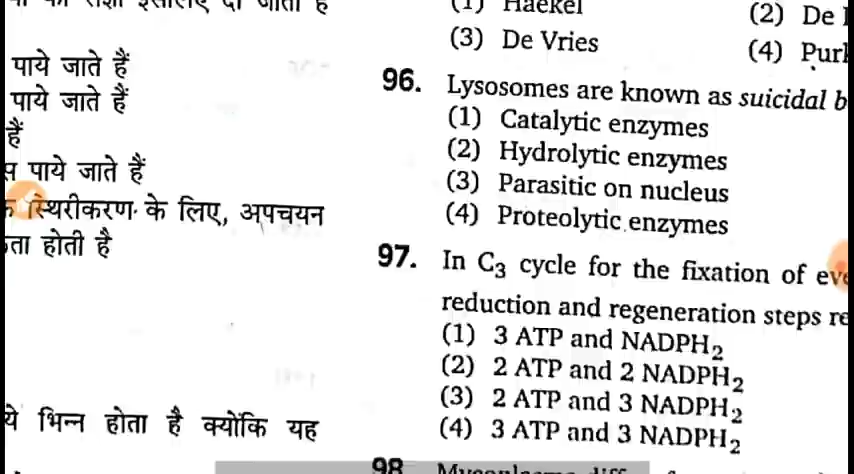 पाये जाते हैं
पाये जाते हैं
हैं
पाये जाते हैं
स्थिरीकरण के लिए, अपचयन
होती है
भिन्न होता है क्योंकि यह
(1) Haekel
(2) De
(3) De Vries
(4) Purk
96. Lysosomes are known as suicidal b
(1) Catalytic enzymes
(2) Hydrolytic enzymes
(3) Parasitic on nucleus
(4) Proteolytic enzymes
97. In C₃ cycle for the fixation of eve
reduction and regeneration steps re
(1) 3 ATP and NADPH₂
(2) 2 ATP and 2 NADPH₂
(3) 2 ATP and 3 NADPH₂
(4) 3 ATP and 3 NADPH₂
98